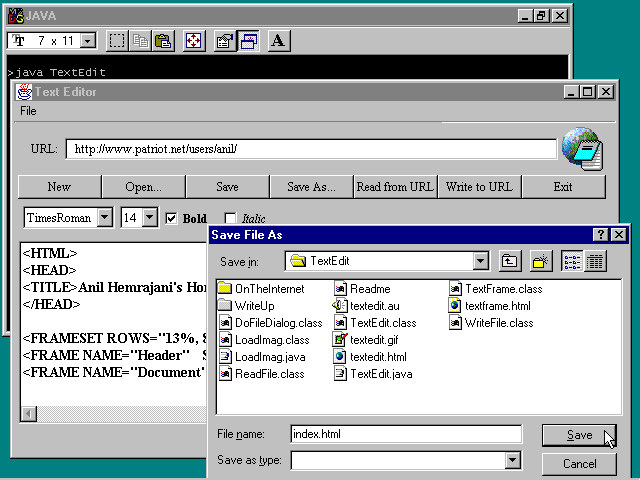 JAVA
7 x 11
A
>java TextEdit
Text Editor
File
URL: http://www.patriot.net/users/anil/
New Open... Save Save As... Read from URL Write to URL Exit
TimesRoman 14 Bold Italic
<HTML>
<HEAD>
<TITLE>Anil Hemrajani's Ho
</HEAD>
<FRAMESET ROWS="13%,
<FRAME NAME="Header"
<FRAME NAME="Document"
Save File As
Save in: TextEdit
OnTheInternet Readme TextFrame.class
WriteUp textedit.au textframe.html
DoFileDialog.class TextEdit.class WriteFile.class
LoadImag.class textedit.gif
LoadImag.java textedit.html
ReadFile.class TextEdit.java
File name: index.html Save
Save as type: Cancel